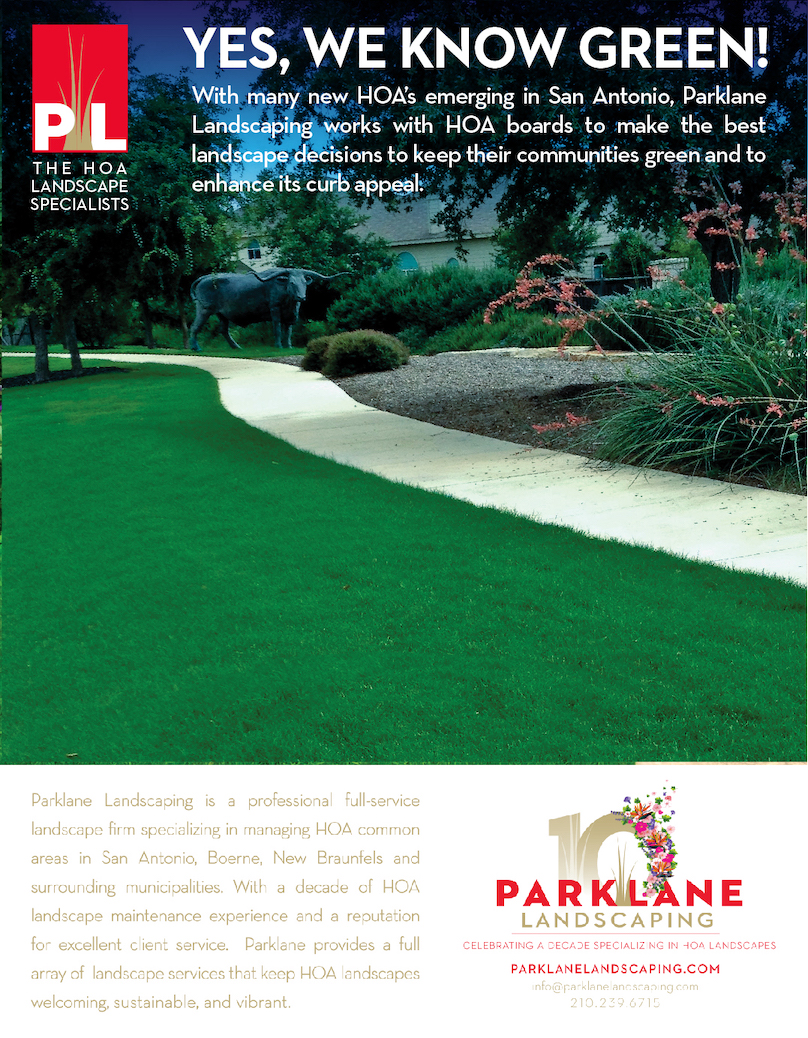 YES, WE KNOW GREEN!
With many new HOA's emerging in San Antonio, Parklane
Landscaping works with HOA boards to make the best
landscape decisions to keep their communities green and to
enhance its curb appeal.
PL
THE HOA
LANDSCAPE
SPECIALISTS
Parklane Landscaping is a professional full-service
landscape firm specializing in managing HOA common
areas in San Antonio, Boerne, New Braunfels and
surrounding municipalities. With a decade of HOA
landscape maintenance experience and a reputation
for excellent client service. Parklane provides a full
array of landscape services that keep HOA landscapes
welcoming, sustainable, and vibrant.
10
PARKLANE
LANDSCAPING
CELEBRATING A DECADE SPECIALIZING IN HOA LANDSCAPES
PARKLANELANDSCAPING.COM
info@parklanelandscaping.com
210.239.6715